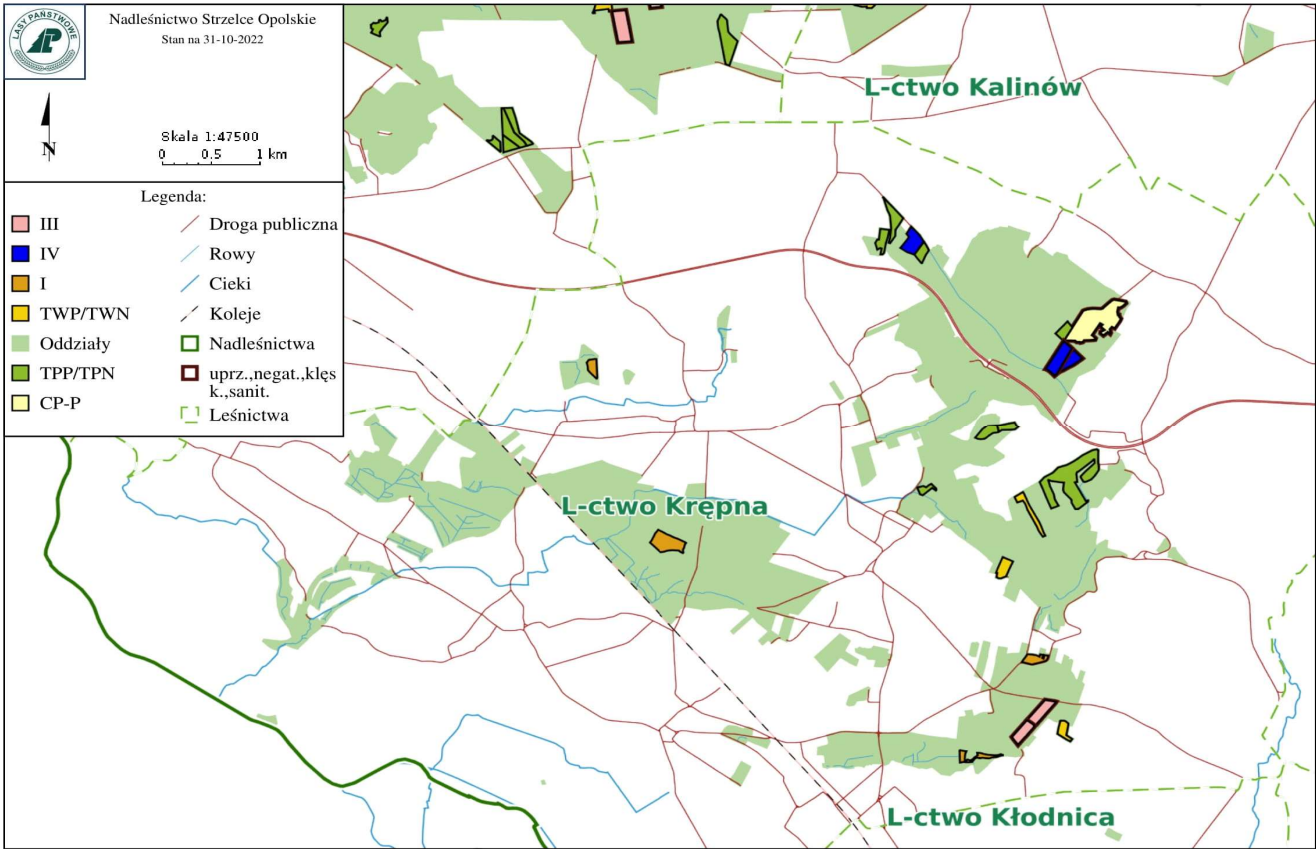 LASY PAŃSTWOWE
Nadleśnictwo Strzelce Opolskie
Stan na 31-10-2022
N
Skala 1:47500
0 0.5 1 km
Legenda:
III
IV
I
TWP/TWN
Oddziały
TPP/TPN
CP-P
Droga publiczna
Rowy
Cieki
Koleje
Nadleśnictwa
uprz.,negat.,klęs
k.,sanit.
Leśnictwa
L-ctwo Kalinów
L-ctwo Krępna
L-ctwo Kłodnica